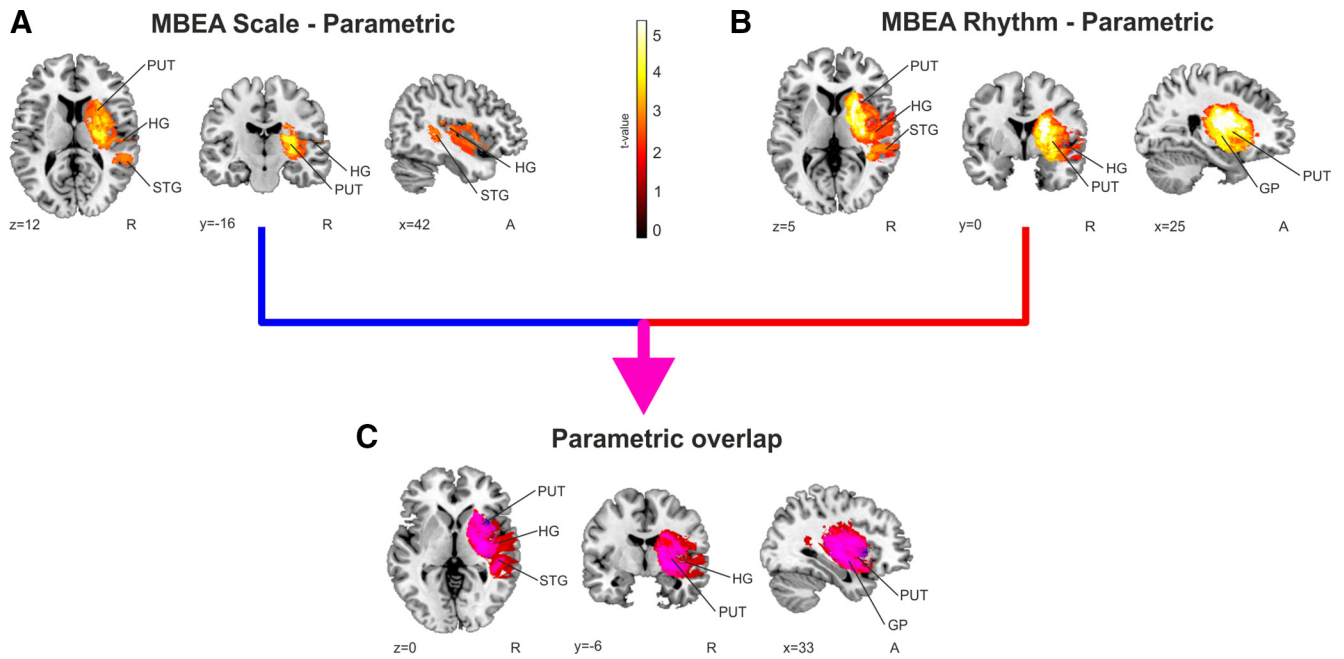 A
MBEA Scale - Parametric
PUT
HG
STG
z=12
R
HG
PUT
y=-16
R
HG
STG
x=42
A
5
4
3
2
1
0
t-value
B
MBEA Rhythm - Parametric
PUT
HG
STG
z=5
R
HG
PUT
y=0
R
PUT
GP
x=25
A
C
Parametric overlap
PUT
HG
STG
z=0
R
HG
PUT
y=-6
R
PUT
GP
x=33
A